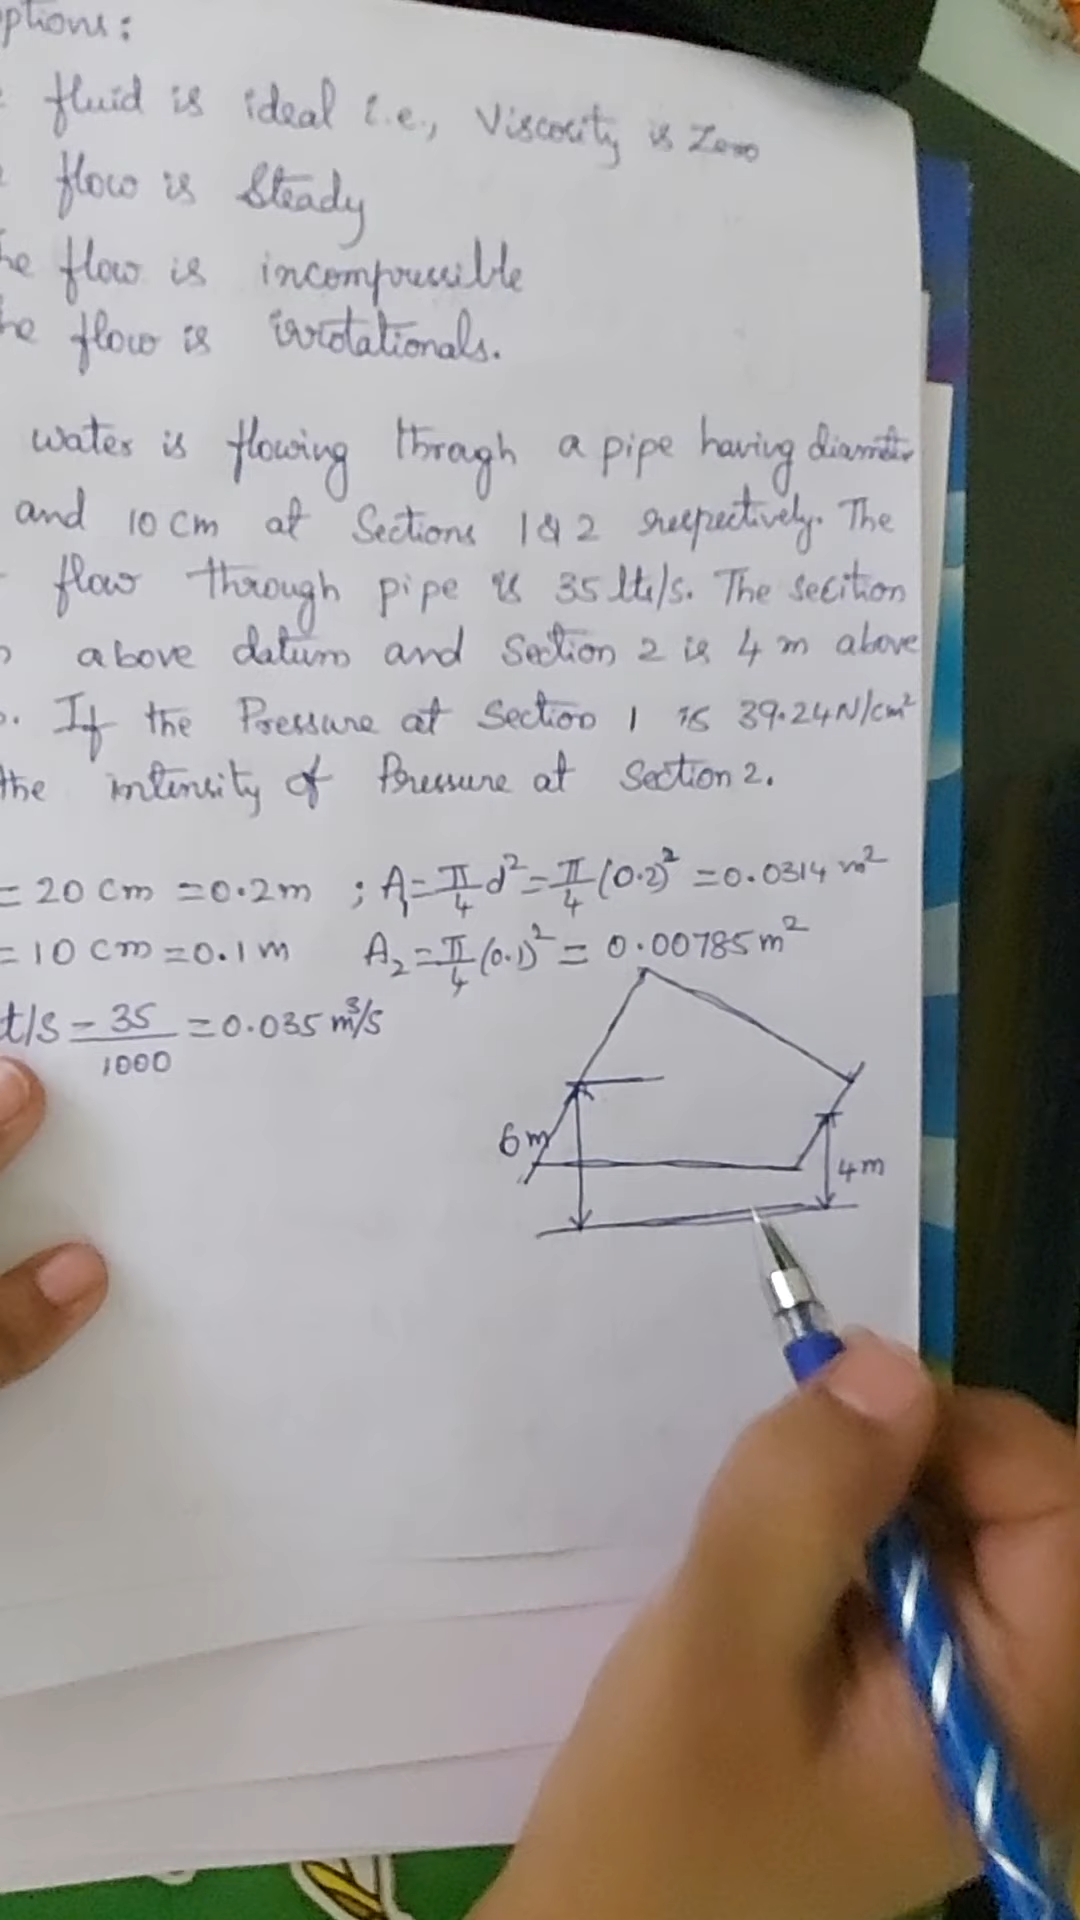 ptions:
fluid is ideal i.e., Viscosity is Zero
flow is Steady
he flow is incompressible
he flow is irrotationals.
water is flowing through a pipe having diameter
and 10 cm at Sections 1 & 2 respectively. The
flow through pipe is 35 lts/s. The secition
above datum and Section 2 is 4 m above
. If the Pressure at Section 1 is 39.24 N/cm²
the intensity of Pressure at Section 2.
= 20 cm = 0.2m ; A₁ = π/4 d² = π/4 (0.2)² = 0.0314 m²
= 10 cm = 0.1 m A₂ = π/4 (0.1)² = 0.00785 m²
t/s = 35/1000 = 0.035 m³/s
6m
4m